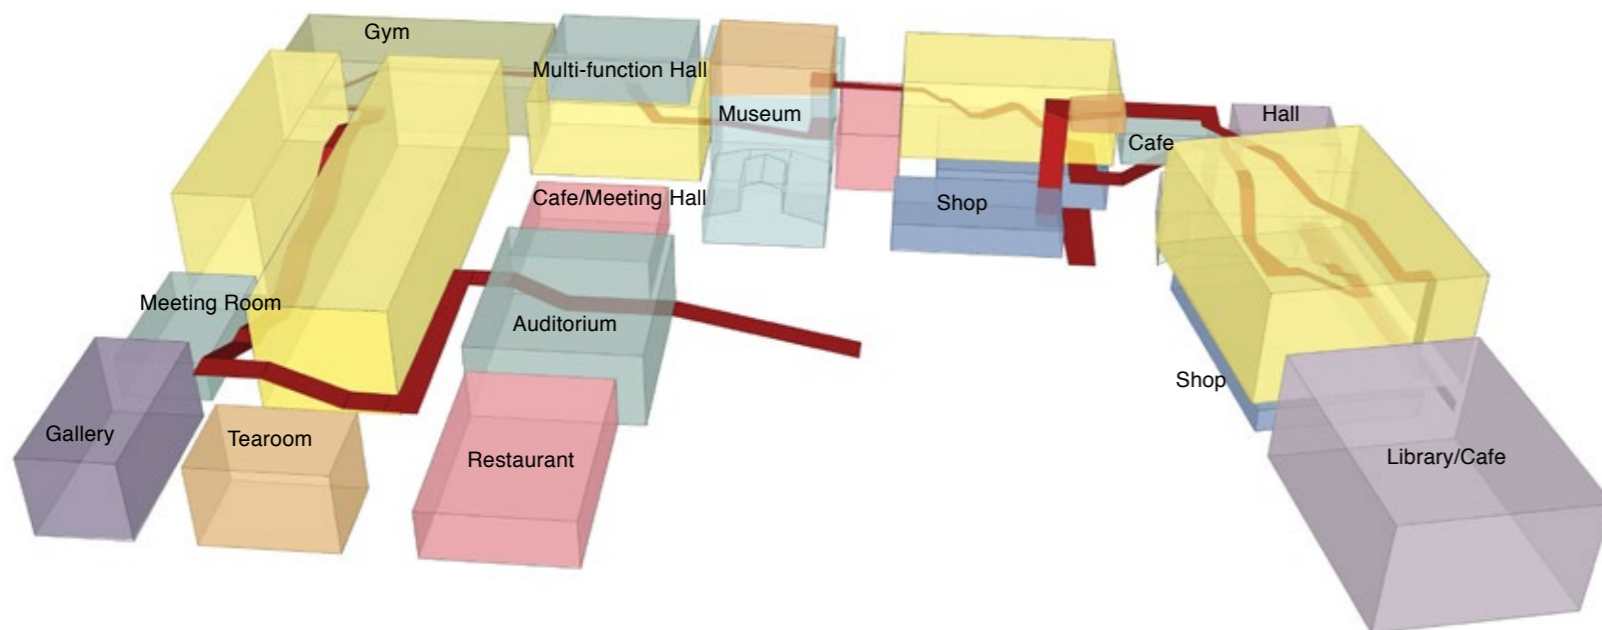 Gym
Multi-function Hall
Museum
Hall
Cafe
Cafe/Meeting Hall
Shop
Meeting Room
Auditorium
Shop
Gallery
Tearoom
Restaurant
Library/Cafe